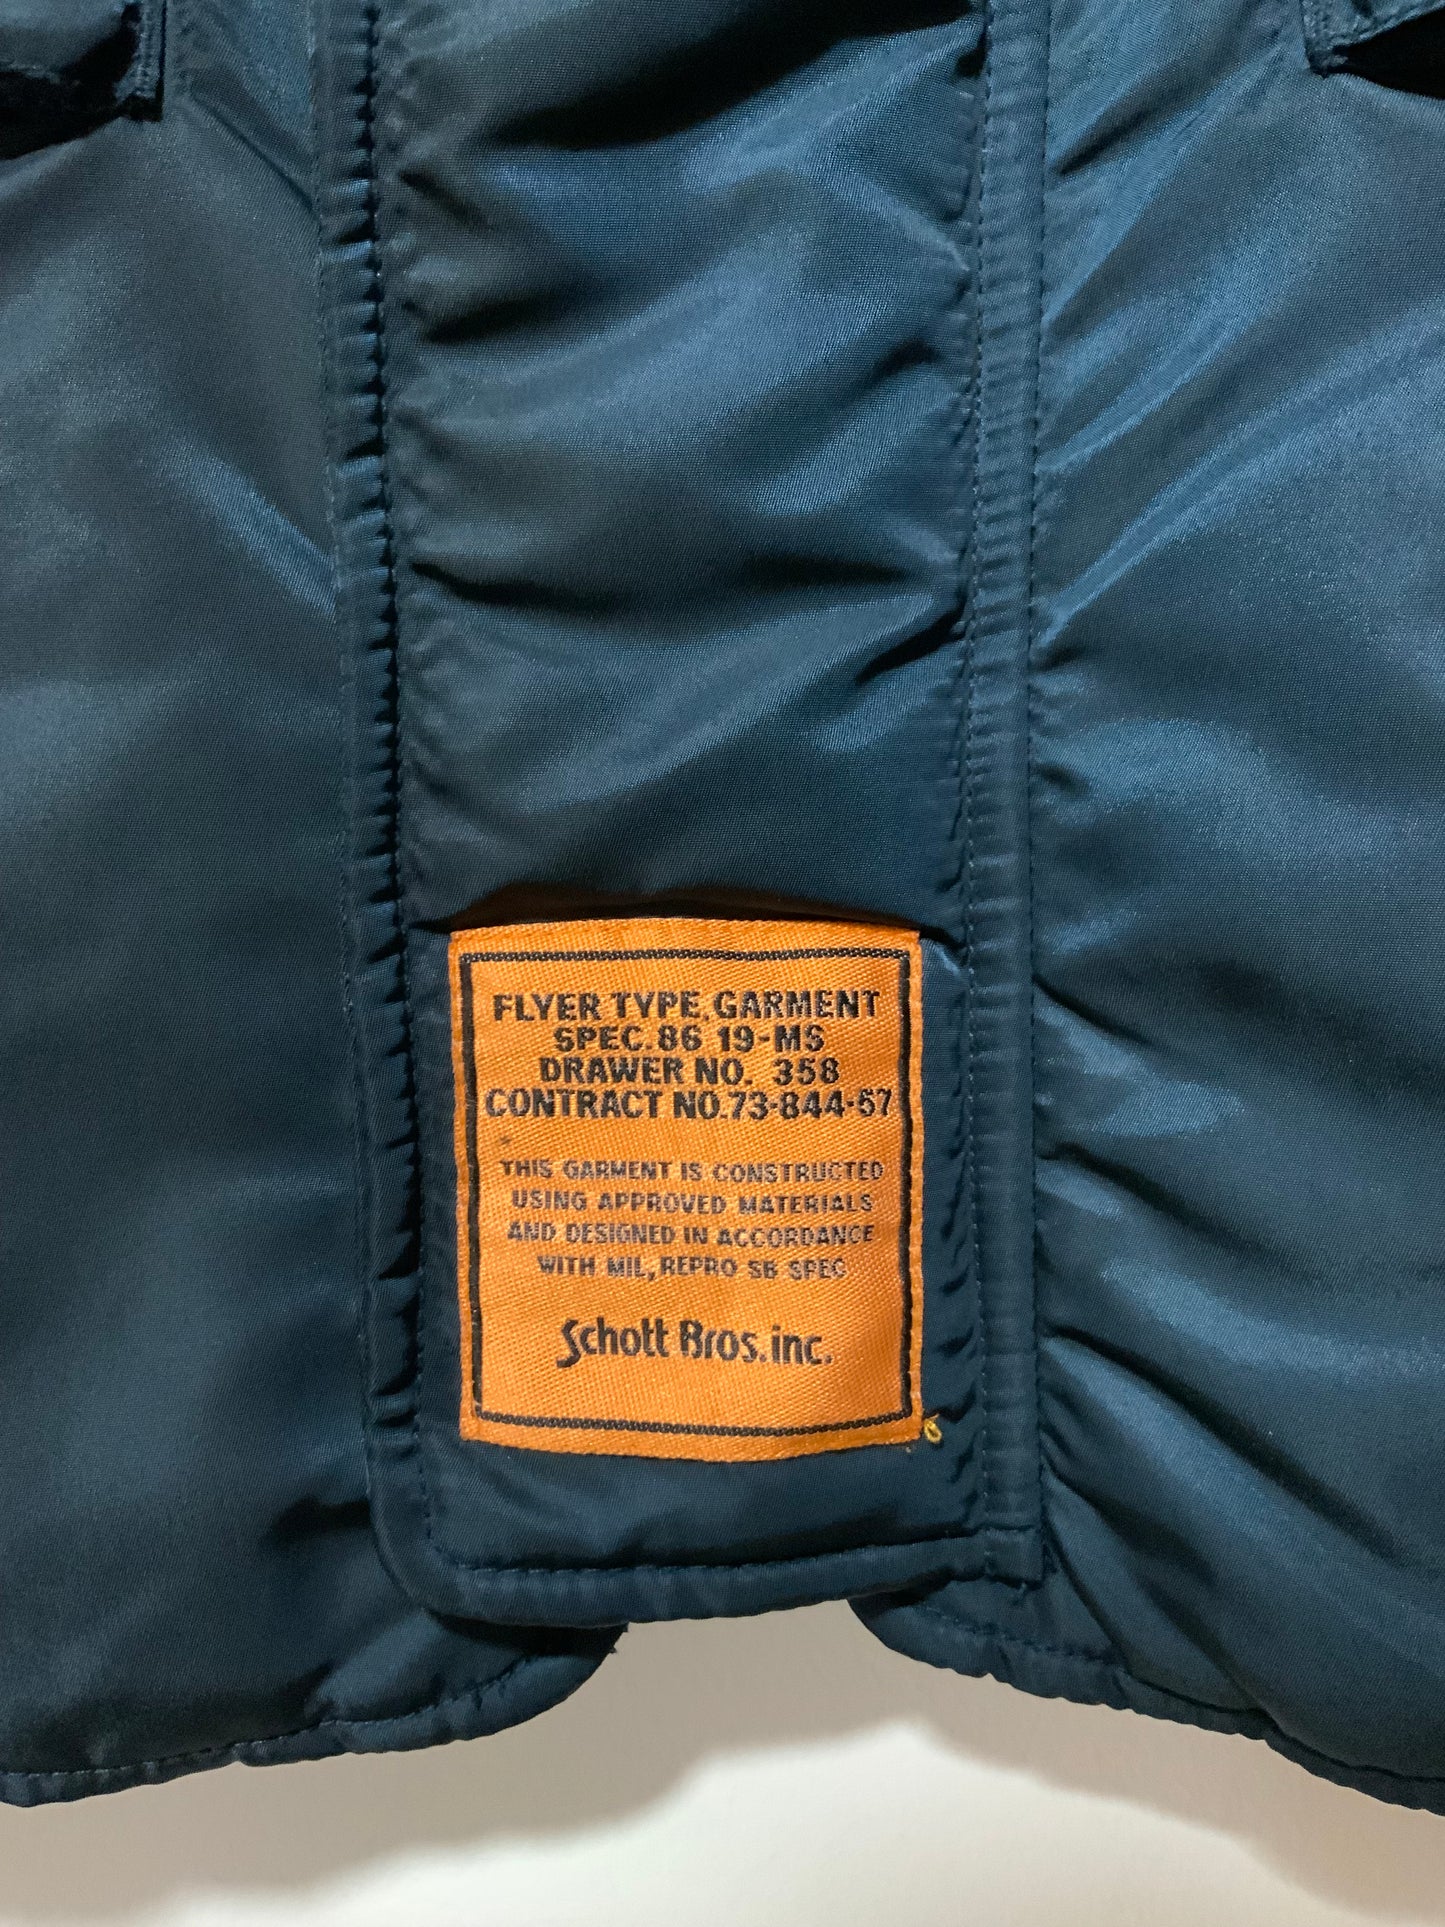 FLYER TYPE, GARMENT
SPEC. 86 19-MS
DRAWER NO. 358
CONTRACT NO. 73-844-57
THIS GARMENT IS CONSTRUCTED
USING APPROVED MATERIALS
AND DESIGNED IN ACCORDANCE
WITH MIL, REPRO SB SPEC
Schott Bros. inc.